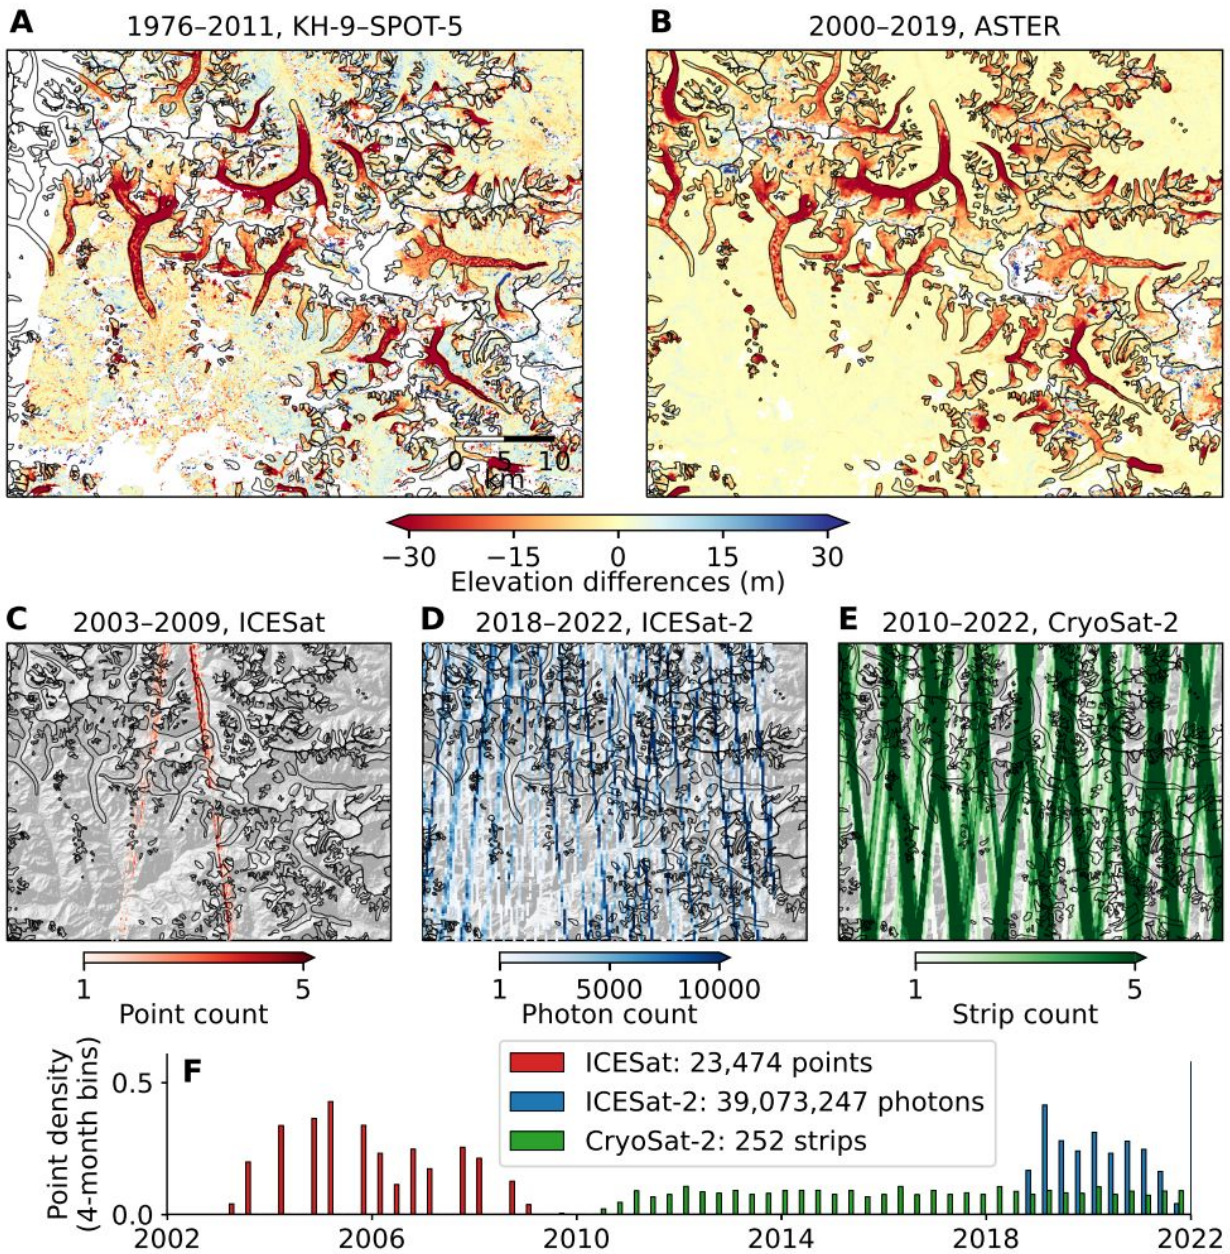 A 1976–2011, KH-9–SPOT-5
B 2000–2019, ASTER
0 5 10
km
−30 −15 0 15 30
Elevation differences (m)
C 2003–2009, ICESat
D 2018–2022, ICESat-2
E 2010–2022, CryoSat-2
1 5
Point count
1 5000 10000
Photon count
1 5
Strip count
Point density
(4-month bins)
F
0.5
0.0
ICESat: 23,474 points
ICESat-2: 39,073,247 photons
CryoSat-2: 252 strips
2002 2006 2010 2014 2018 2022